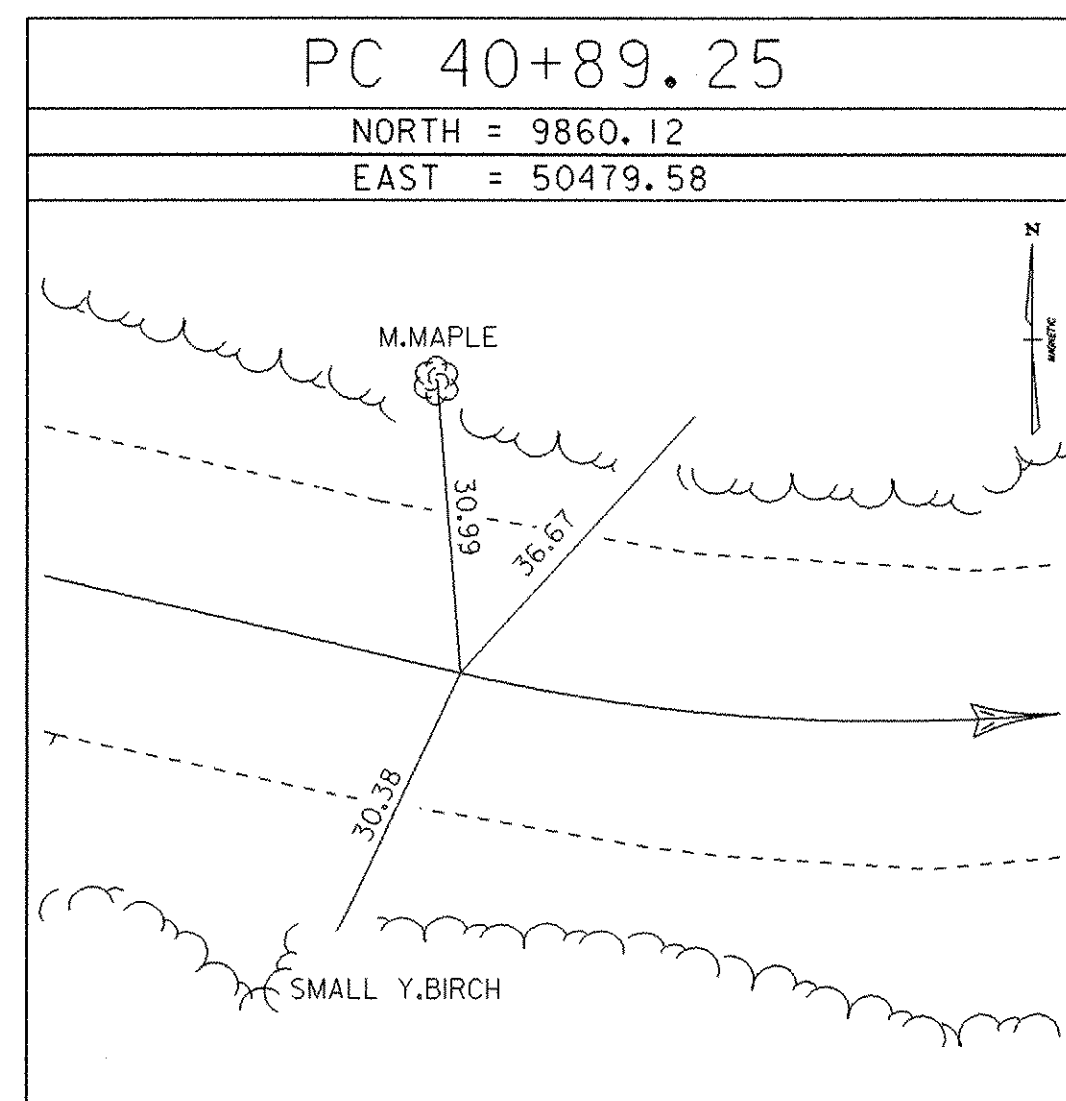 PC 40+89.25
NORTH = 9860.12
EAST = 50479.58
N
MAGNETIC
M.MAPLE
30.99
36.67
30.38
SMALL Y.BIRCH